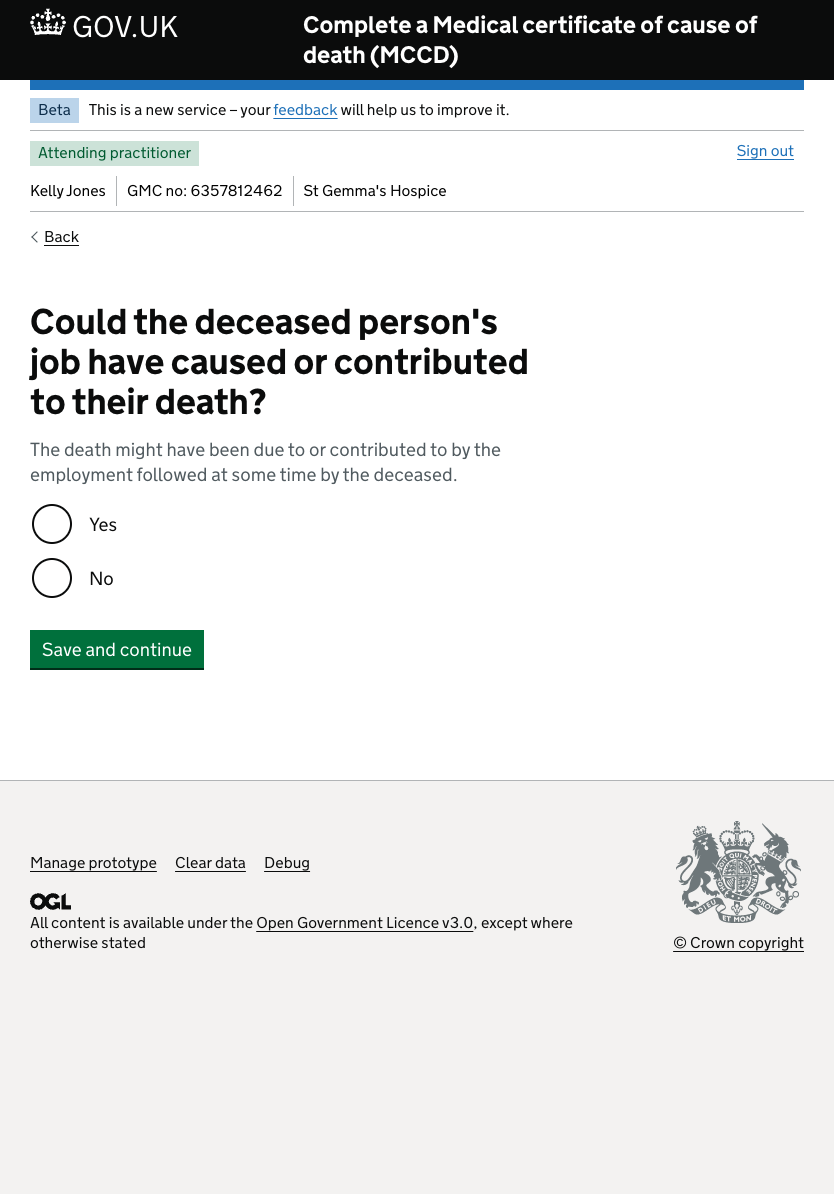 GOV.UK
Complete a Medical certificate of cause of
death (MCCD)
Beta This is a new service – your feedback will help us to improve it.
Attending practitioner
Sign out
Kelly Jones GMC no: 6357812462 St Gemma's Hospice
Back
Could the deceased person's
job have caused or contributed
to their death?
The death might have been due to or contributed to by the
employment followed at some time by the deceased.
Yes
No
Save and continue
Manage prototype Clear data Debug
OGL
All content is available under the Open Government Licence v3.0, except where
otherwise stated
DIEU ET MON DROIT
© Crown copyright